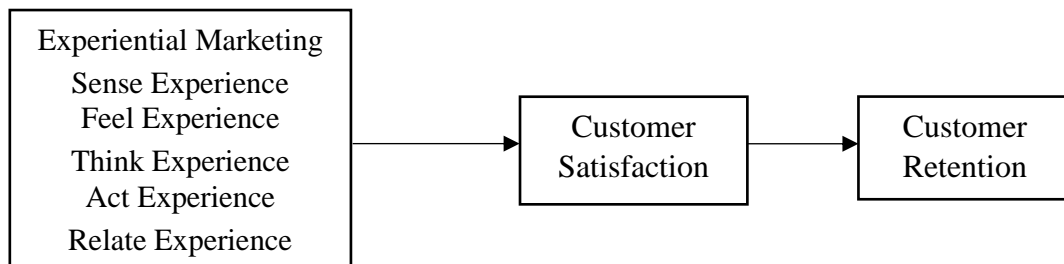 Experiential Marketing
Sense Experience
Feel Experience
Think Experience
Act Experience
Relate Experience
Customer
Satisfaction
Customer
Retention